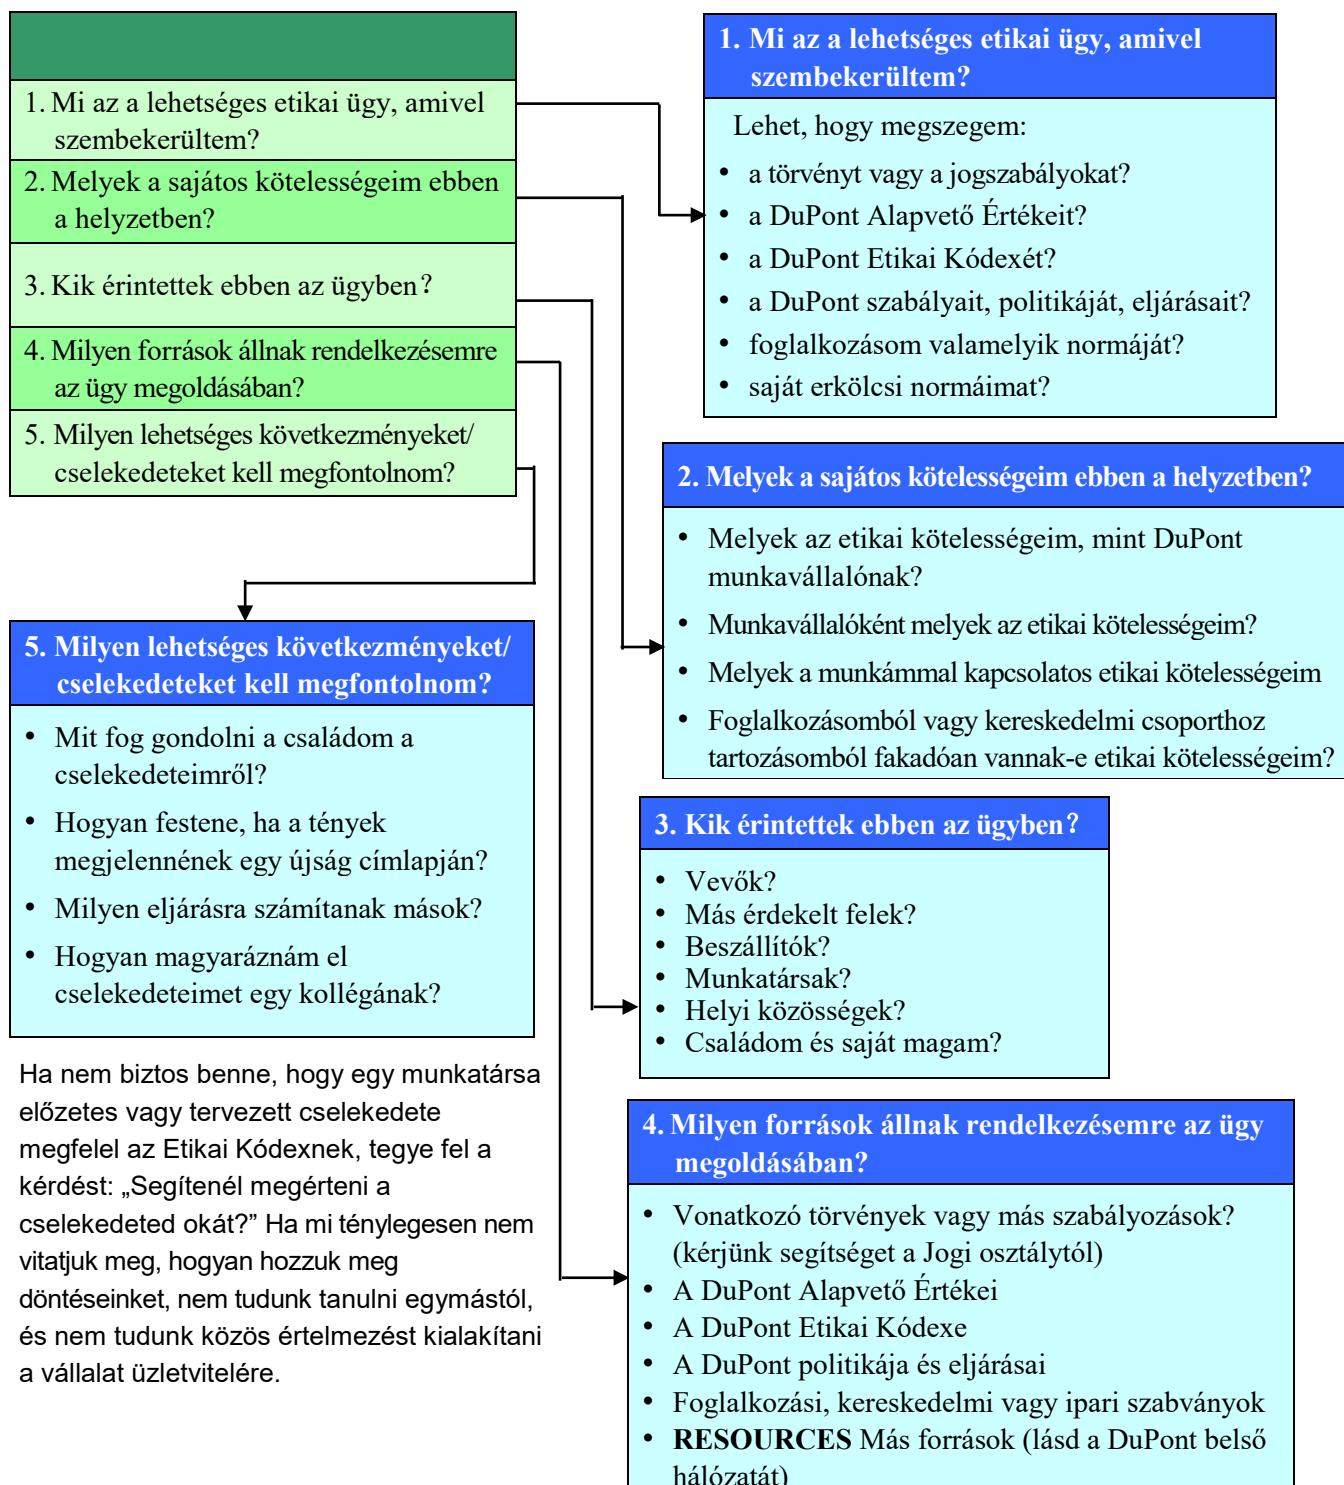 1. Mi az a lehetséges etikai ügy, amivel
szembekerültem?
2. Melyek a sajátos kötelességeim ebben
a helyzetben?
3. Kik érintettek ebben az ügyben?
4. Milyen források állnak rendelkezésemre
az ügy megoldásában?
5. Milyen lehetséges következményeket/
cselekedeteket kell megfontolnom?
1. Mi az a lehetséges etikai ügy, amivel
szembekerültem?
Lehet, hogy megszegem:
• a törvényt vagy a jogszabályokat?
• a DuPont Alapvető Értékeit?
• a DuPont Etikai Kódexét?
• a DuPont szabályait, politikáját, eljárásait?
• foglalkozásom valamelyik normáját?
• saját erkölcsi normáimat?
2. Melyek a sajátos kötelességeim ebben a helyzetben?
• Melyek az etikai kötelességeim, mint DuPont
munkavállalónak?
• Munkavállalóként melyek az etikai kötelességeim?
• Melyek a munkámmal kapcsolatos etikai kötelességeim
• Foglalkozásomból vagy kereskedelmi csoporthoz
tartozásomból fakadóan vannak-e etikai kötelességeim?
3. Kik érintettek ebben az ügyben?
• Vevők?
• Más érdekelt felek?
• Beszállítók?
• Munkatársak?
• Helyi közösségek?
• Családom és saját magam?
4. Milyen források állnak rendelkezésemre az ügy
megoldásában?
• Vonatkozó törvények vagy más szabályozások?
(kérjünk segítséget a Jogi osztálytól)
• A DuPont Alapvető Értékei
• A DuPont Etikai Kódexe
• A DuPont politikája és eljárásai
• Foglalkozási, kereskedelmi vagy ipari szabványok
• RESOURCES Más források (lásd a DuPont belső
hálózatát)
5. Milyen lehetséges következményeket/
cselekedeteket kell megfontolnom?
• Mit fog gondolni a családom a
cselekedeteimről?
• Hogyan festene, ha a tények
megjelennének egy újság címlapján?
• Milyen eljárásra számítanak mások?
• Hogyan magyaráznám el
cselekedeteimet egy kollégának?
Ha nem biztos benne, hogy egy munkatársa
előzetes vagy tervezett cselekedete
megfelel az Etikai Kódexnek, tegye fel a
kérdést: „Segítenél megérteni a
cselekedeted okát?” Ha mi ténylegesen nem
vitatjuk meg, hogyan hozzuk meg
döntéseinket, nem tudunk tanulni egymástól,
és nem tudunk közös értelmezést kialakítani
a vállalat üzletvitelére.